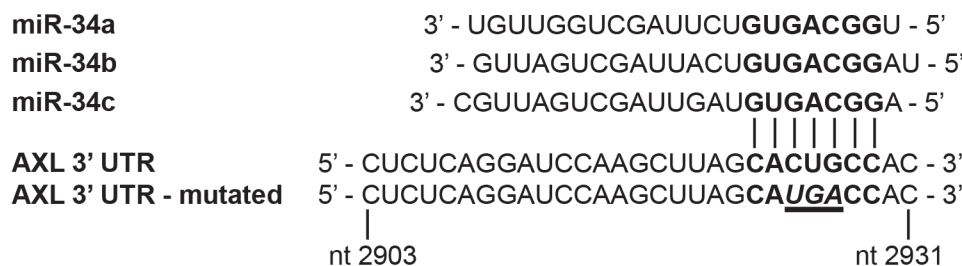 miR-34a 3’ - UGUUGGUCGAUUCUGUGACGGU - 5’
miR-34b 3’ - GUUAGUCGAUUACUGUGACGGAU - 5’
miR-34c 3’ - CGUUAGUCGAUUGAUGUGACGGA - 5’
AXL 3’ UTR 5’ - CUCUCAGGAUCCAAGCUUAGCACUGCCAC - 3’
AXL 3’ UTR - mutated 5’ - CUCUCAGGAUCCAAGCUUAGCAUGACCAC - 3’
nt 2903 nt 2931